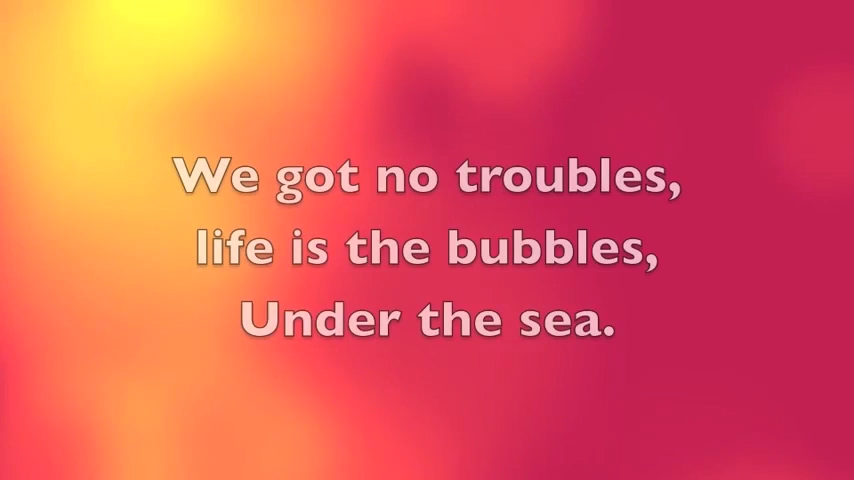 We got no troubles,
life is the bubbles,
Under the sea.